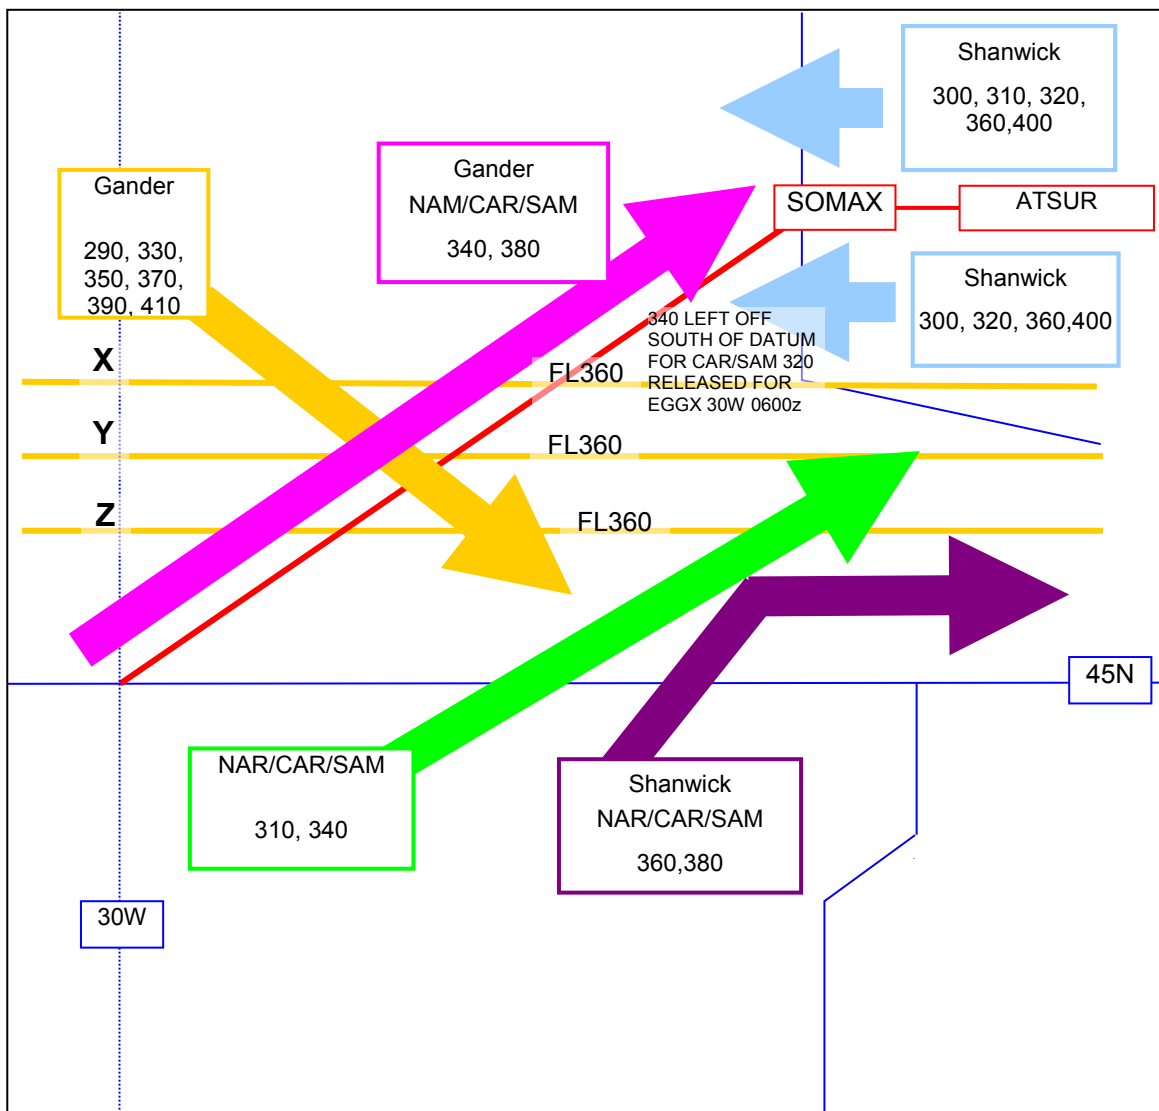 Shanwick
300, 310, 320,
360,400
Gander
NAM/CAR/SAM
340, 380
Gander
290, 330,
350, 370,
390, 410
SOMAX
ATSUR
Shanwick
300, 320, 360,400
340 LEFT OFF
SOUTH OF DATUM
FOR CAR/SAM 320
RELEASED FOR
EGGX 30W 0600z
X
FL360
Y
FL360
Z
FL360
45N
NAR/CAR/SAM
310, 340
Shanwick
NAR/CAR/SAM
360,380
30W